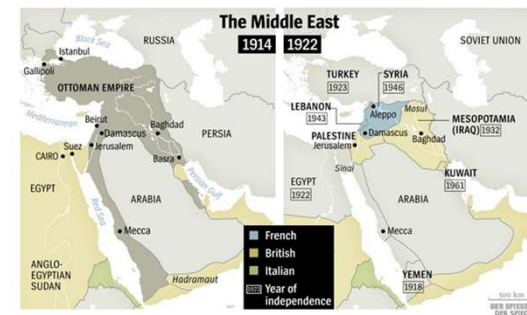 The Middle East
1914 1922
Black Sea
RUSSIA
Istanbul
Gallipoli
OTTOMAN EMPIRE
Mediterranean
Beirut
Damascus
Baghdad
PERSIA
Suez
Jerusalem
CAIRO
Basra
Persian Gulf
EGYPT
Red Sea
ARABIA
Mecca
ANGLO-
EGYPTIAN
SUDAN
Hadramaut
SOVIET UNION
TURKEY
1923
SYRIA
1946
LEBANON
1943
Aleppo
Mosul
MESOPOTAMIA
(IRAQ) 1932
PALESTINE
Damascus
Baghdad
Jerusalem
Sinai
KUWAIT
1961
EGYPT
1922
ARABIA
Mecca
YEMEN
1918
French
British
Italian
Year of
independence
500 km
DER SPIEGEL